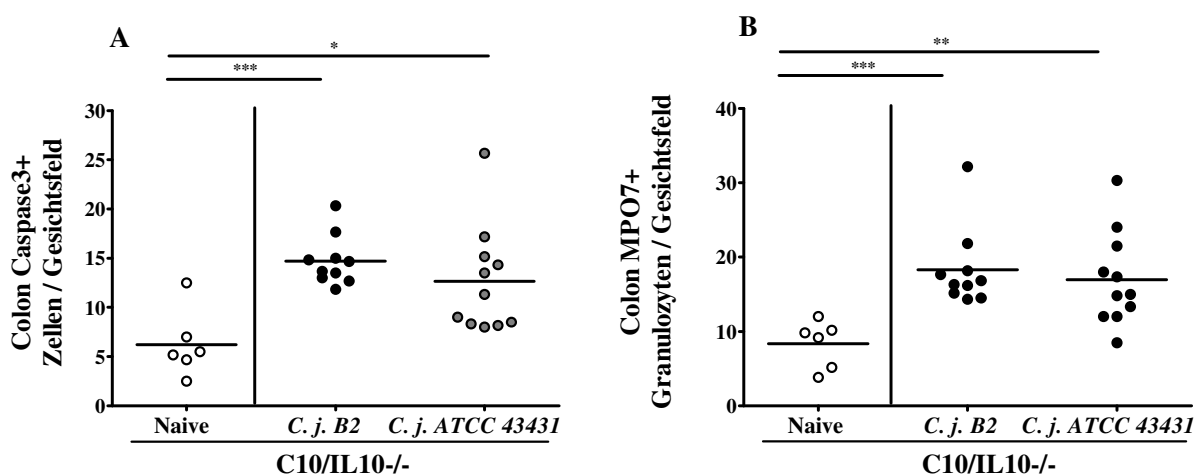 A
*
***
Colon Caspase3+
Zellen / Gesichtsfeld
30
25
20
15
10
5
0
Naive
C. j. B2
C. j. ATCC 43431
C10/IL10-/-
B
**
***
Colon MPO7+
Granulozyten / Gesichtsfeld
40
30
20
10
0
Naive
C. j. B2
C. j. ATCC 43431
C10/IL10-/-